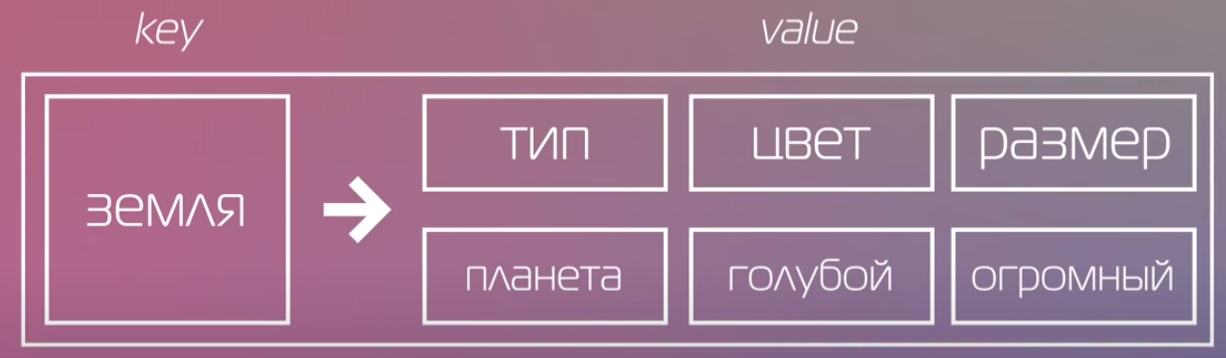 key value
тип цвет размер
земля
планета голубой огромный